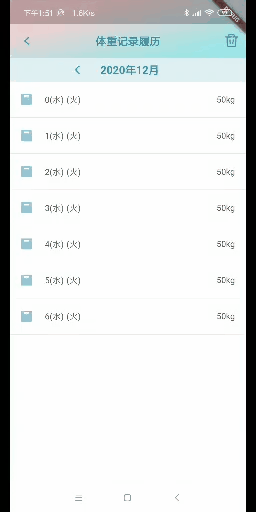 下午1:51 1.6K/s
体重记录履历
2020年12月
0(水) (火) 50kg
1(水) (火) 50kg
2(水) (火) 50kg
3(水) (火) 50kg
4(水) (火) 50kg
5(水) (火) 50kg
6(水) (火) 50kg